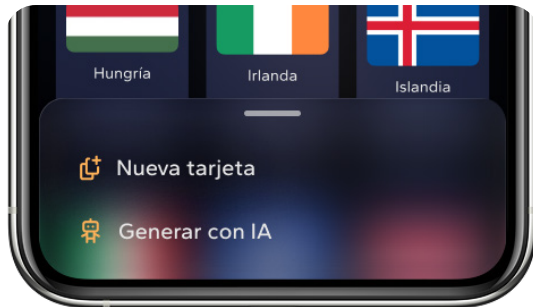 Hungría
Irlanda
Islandia
Nueva tarjeta
Generar con IA